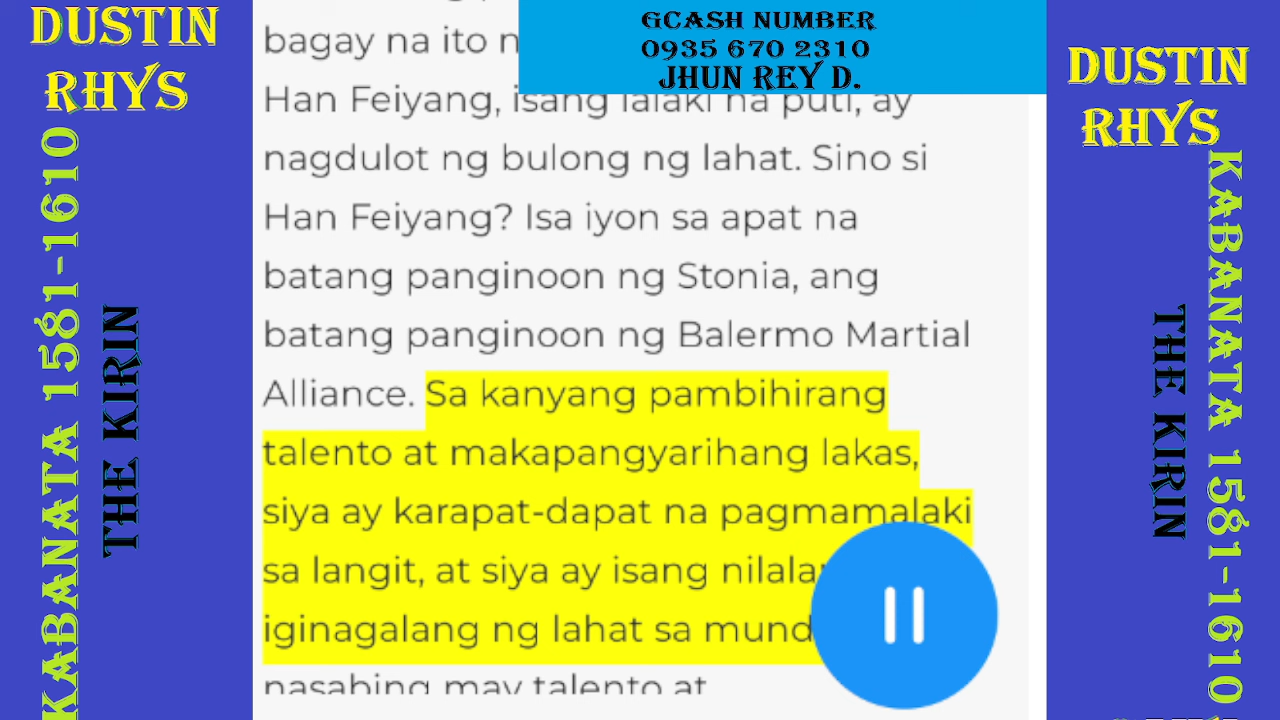 DUSTIN
RHYS
KABANATA 1581-1610
THE KIRIN
GCASH NUMBER
0935 670 2310
JHUN REY D.
bagay na ito
Han Feiyang, isang lalaki na puti, ay
nagdulot ng bulong ng lahat. Sino si
Han Feiyang? Isa iyon sa apat na
batang panginoon ng Stonia, ang
batang panginoon ng Balermo Martial
Alliance. Sa kanyang pambihirang
talento at makapangyarihang lakas,
siya ay karapat-dapat na pagmamalaki
sa langit, at siya ay isang
iginagalang ng lahat sa
nasabing may talento at
DUSTIN
RHYS
KABANATA 1581-1610
THE KIRIN